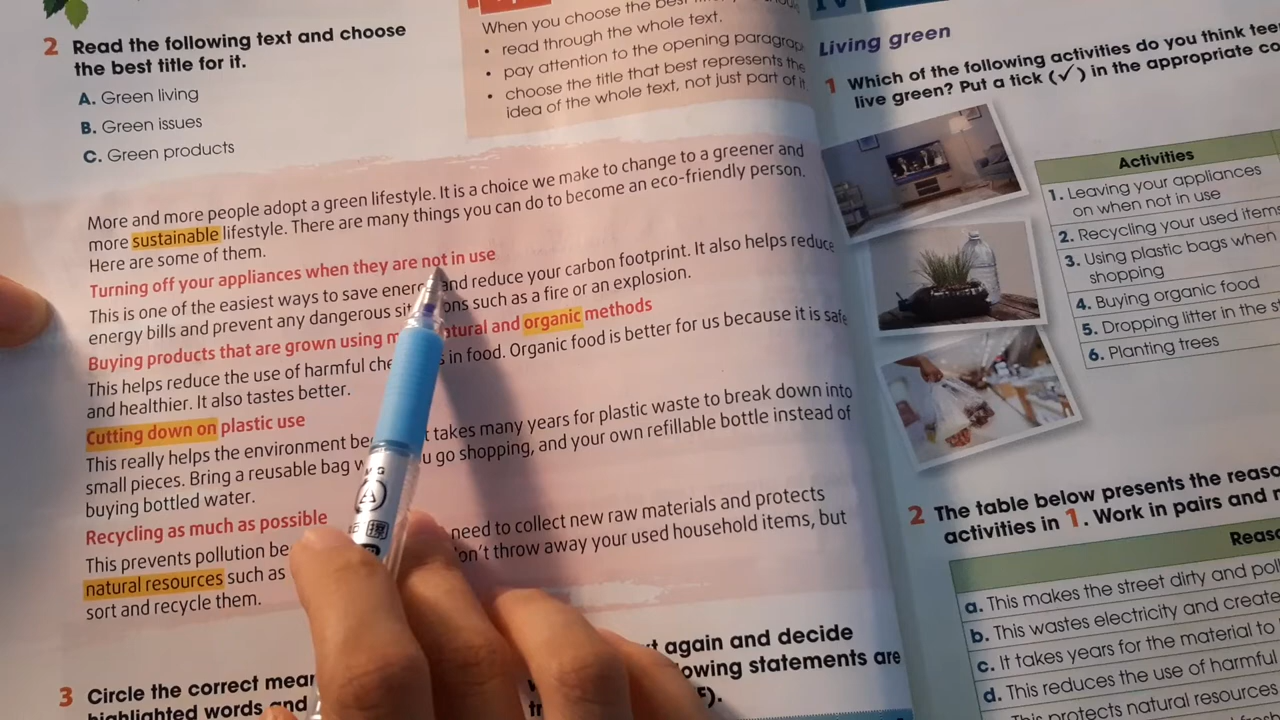 When you choose the best
• read through the whole text.
• pay attention to the opening paragrap
• choose the title that best represents the
idea of the whole text, not just part of it.
2 Read the following text and choose
the best title for it.
A. Green living
B. Green issues
C. Green products
More and more people adopt a green lifestyle. It is a choice we make to change to a greener and
more sustainable lifestyle. There are many things you can do to become an eco-friendly person.
Here are some of them.
Turning off your appliances when they are not in use
This is one of the easiest ways to save energ and reduce your carbon footprint. It also helps reduce
energy bills and prevent any dangerous sit ons such as a fire or an explosion.
Buying products that are grown using m atural and organic methods
This helps reduce the use of harmful che s in food. Organic food is better for us because it is safe
and healthier. It also tastes better.
Cutting down on plastic use
This really helps the environment be t takes many years for plastic waste to break down into
small pieces. Bring a reusable bag w u go shopping, and your own refillable bottle instead of
buying bottled water.
Recycling as much as possible
This prevents pollution be need to collect new raw materials and protects
natural resources such as on't throw away your used household items, but
sort and recycle them.
3 Circle the correct mean
highlighted words and
t again and decide
owing statements are
F).
IV
Living green
1 Which of the following activities do you think tee
live green? Put a tick (✓) in the appropriate co
Activities
1. Leaving your appliances
on when not in use
2. Recycling your used items
3. Using plastic bags when
shopping
4. Buying organic food
5. Dropping litter in the s
6. Planting trees
2 The table below presents the reaso
activities in 1. Work in pairs and
Reaso
a. This makes the street dirty and poll
b. This wastes electricity and create
c. It takes years for the material to
d. This reduces the use of harmful
This protects natural resources